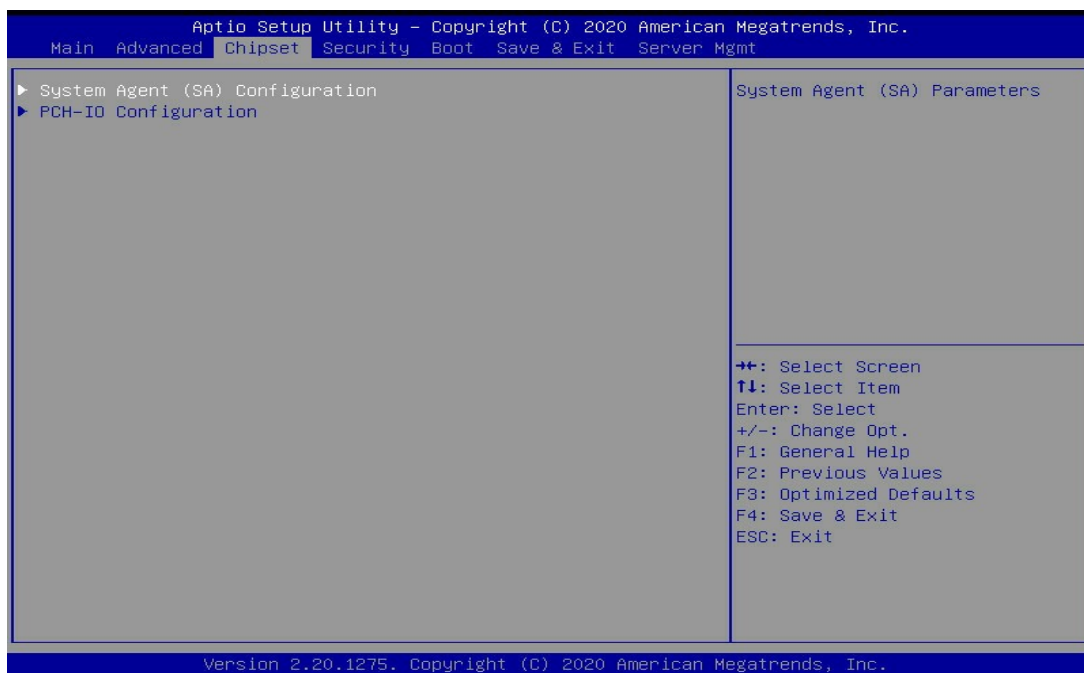 Aptio Setup Utility – Copyright (C) 2020 American Megatrends, Inc.
Main Advanced Chipset Security Boot Save & Exit Server Mgmt
▶ System Agent (SA) Configuration
▶ PCH-IO Configuration
System Agent (SA) Parameters
→←: Select Screen
↑↓: Select Item
Enter: Select
+/-: Change Opt.
F1: General Help
F2: Previous Values
F3: Optimized Defaults
F4: Save & Exit
ESC: Exit
Version 2.20.1275. Copyright (C) 2020 American Megatrends, Inc.